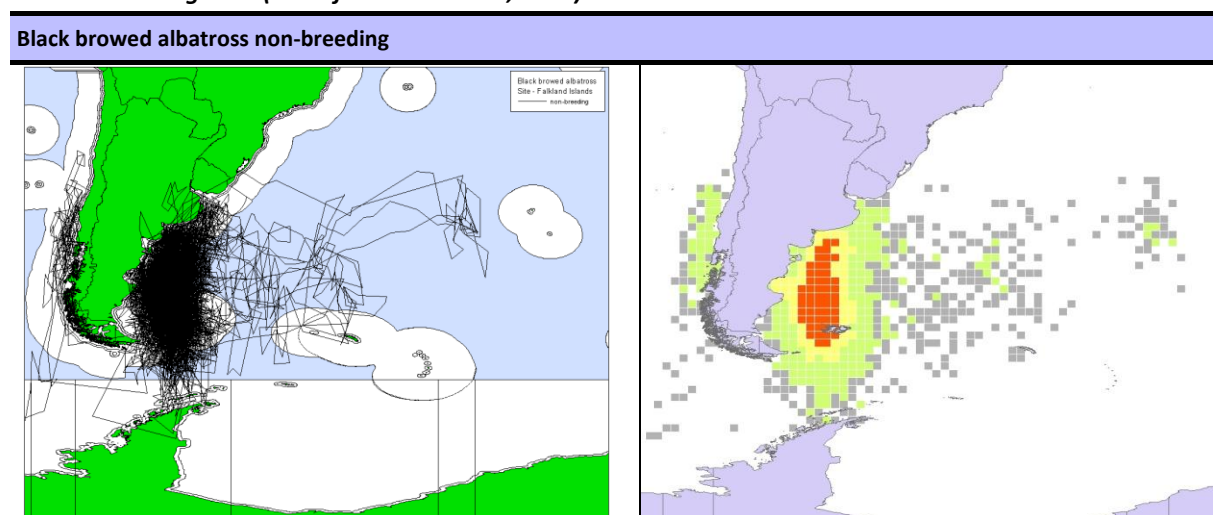 Black browed albatross non-breeding
Black browed albatross
Site - Falkland Islands
non-breeding